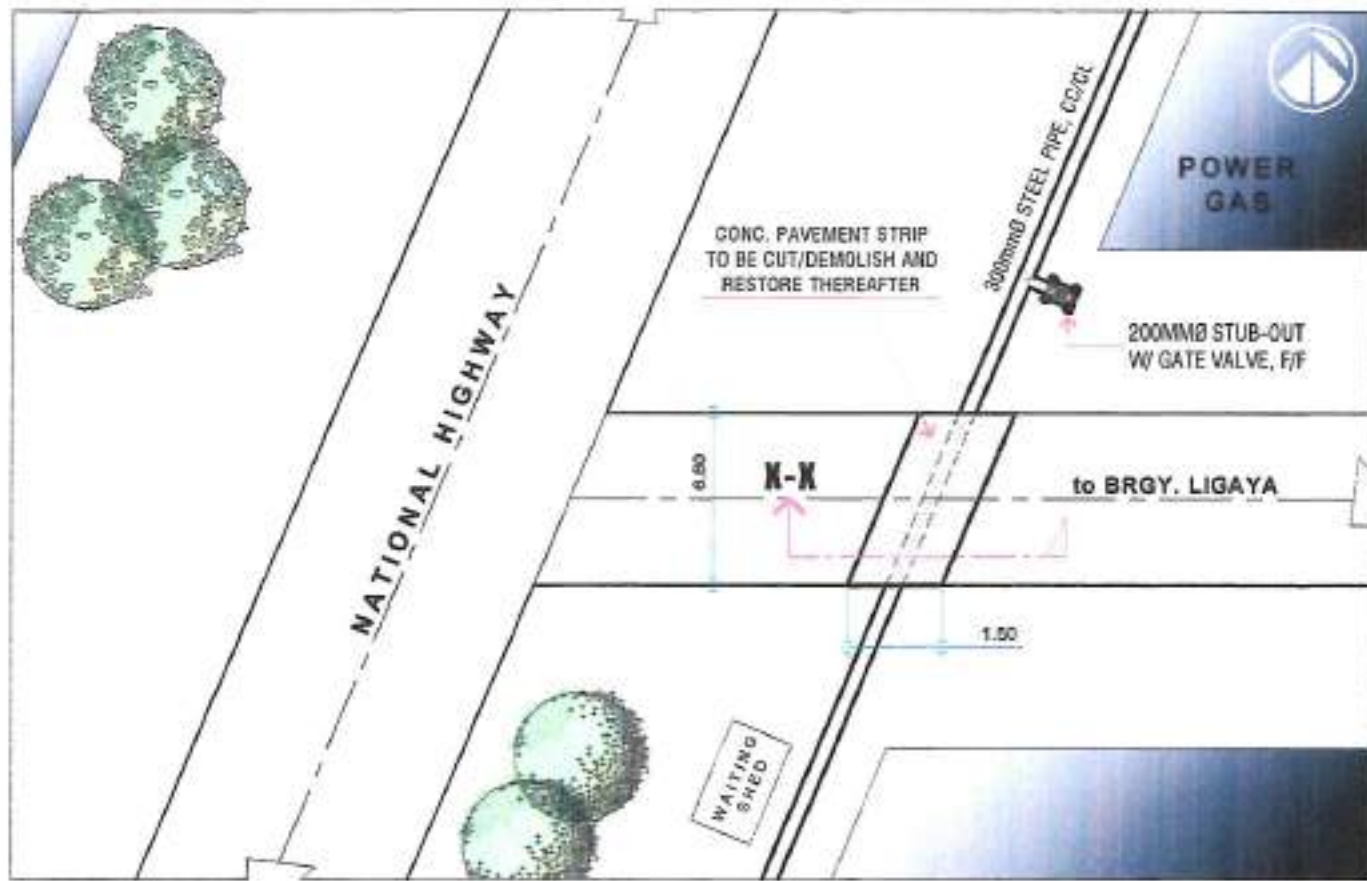 POWER
GAS
300mmØ STEEL PIPE, CC/CL
CONC. PAVEMENT STRIP
TO BE CUT/DEMOLISH AND
RESTORE THEREAFTER
200MMØ STUB-OUT
W/ GATE VALVE, F/F
NATIONAL HIGHWAY
6.60
X-X
to BRGY. LIGAYA
1.50
WAITING
SHED